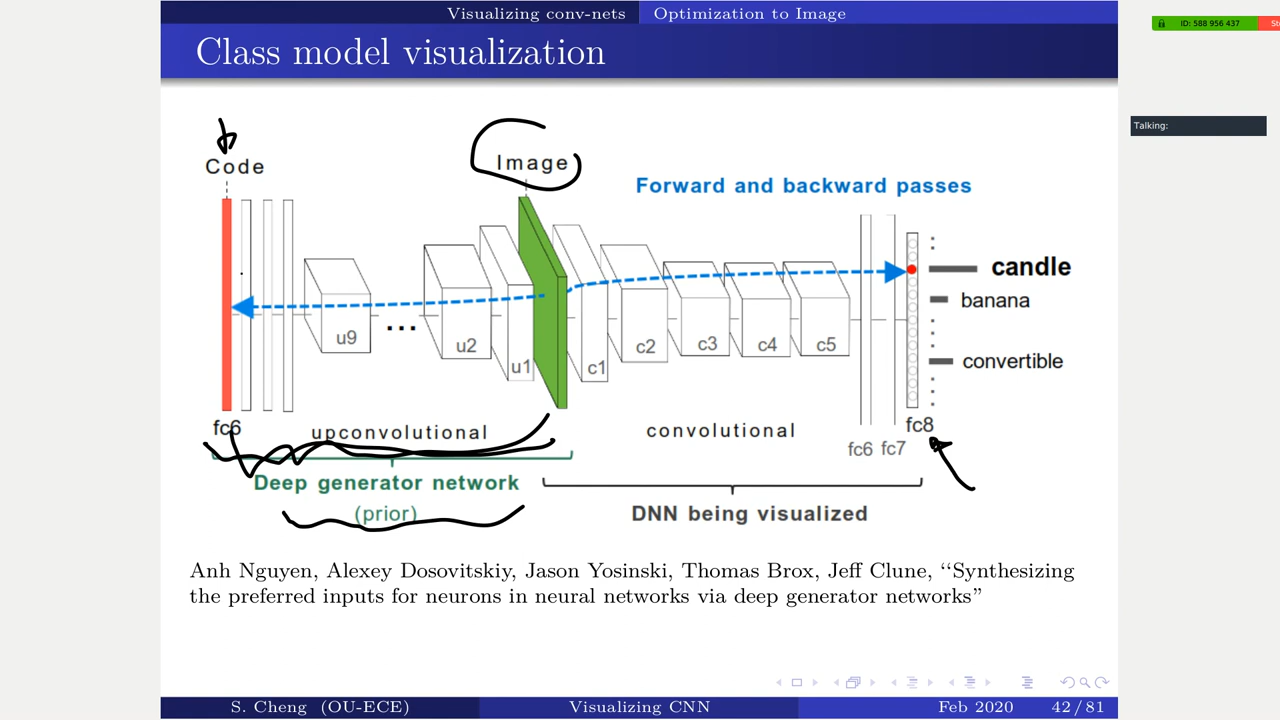 Visualizing conv-nets Optimization to Image
ID: 588 956 437 Sto
Class model visualization
Talking:
Code
Image
Forward and backward passes
candle
banana
convertible
u9
...
u2
u1
c1
c2
c3
c4
c5
fc6
upconvolutional
convolutional
fc8
fc6 fc7
Deep generator network
(prior)
DNN being visualized
Anh Nguyen, Alexey Dosovitskiy, Jason Yosinski, Thomas Brox, Jeff Clune, “Synthesizing
the preferred inputs for neurons in neural networks via deep generator networks”
S. Cheng (OU-ECE) Visualizing CNN Feb 2020 42 / 81